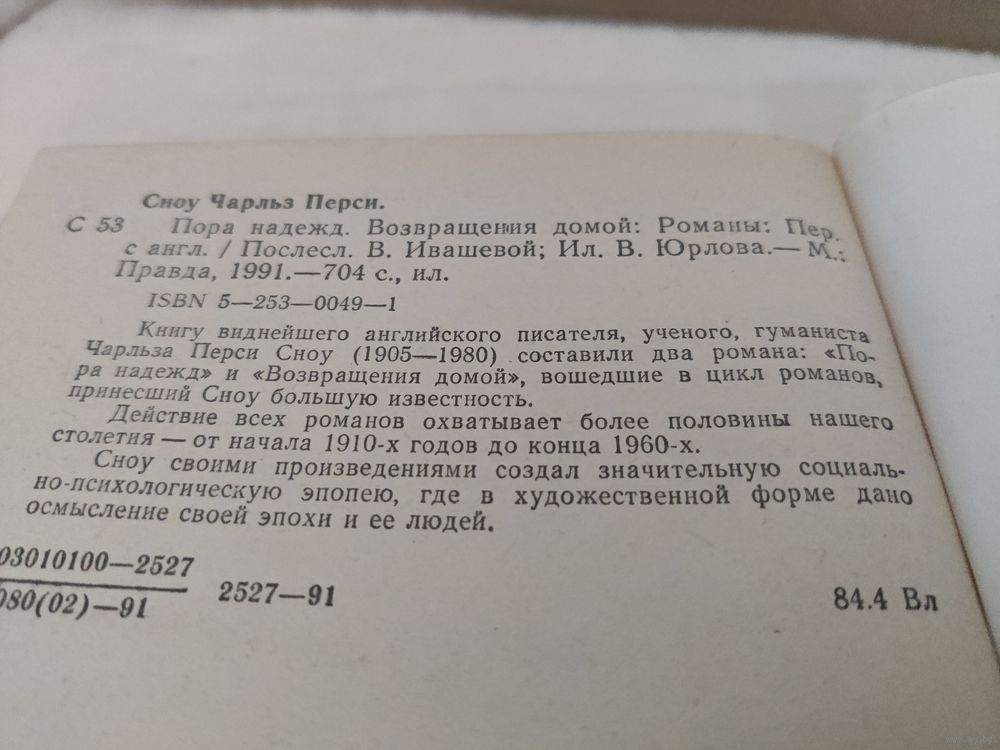 Сноу Чарльз Перси.
С 53 Пора надежд. Возвращения домой: Романы: Пер.
с англ. / Послесл. В. Ивашевой; Ил. В. Юрлова.— М.:
Правда, 1991.—704 с., ил.
ISBN 5—253—0049—1
Книгу виднейшего английского писателя, ученого, гуманиста
Чарльза Перси Сноу (1905—1980) составили два романа: «По-
ра надежд» и «Возвращения домой», вошедшие в цикл романов,
принесший Сноу большую известность.
Действие всех романов охватывает более половины нашего
столетия — от начала 1910-х годов до конца 1960-х.
Сноу своими произведениями создал значительную социаль-
но-психологическую эпопею, где в художественной форме дано
осмысление своей эпохи и ее людей.
03010100—2527
080(02)—91
2527—91
84.4 Вл